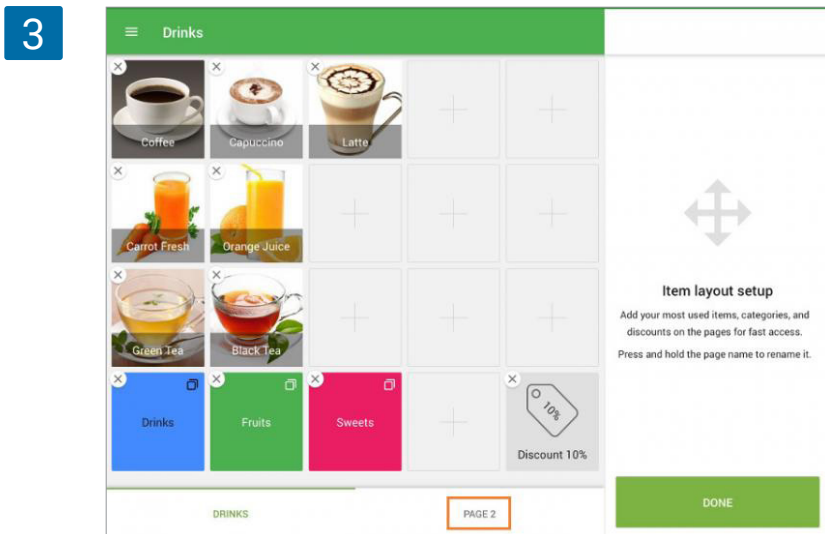 3
Drinks
Coffee
Capuccino
Latte
Carrot Fresh
Orange Juice
Green Tea
Black Tea
Drinks
Fruits
Sweets
10%
Discount 10%
DRINKS
PAGE 2
Item layout setup
Add your most used items, categories, and
discounts on the pages for fast access.
Press and hold the page name to rename it.
DONE